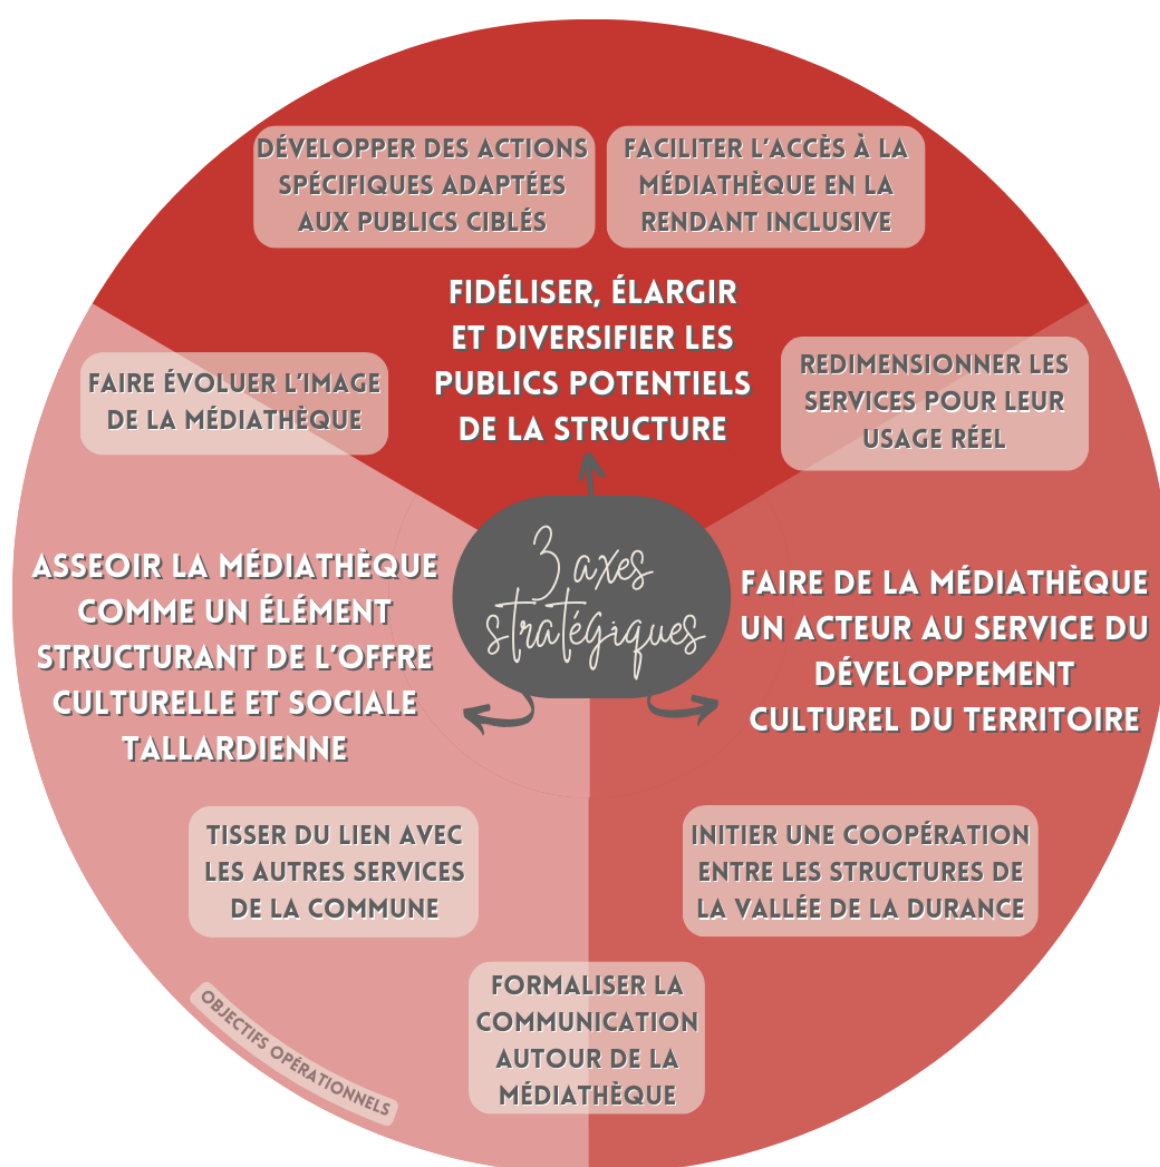 DÉVELOPPER DES ACTIONS
SPÉCIFIQUES ADAPTÉES
AUX PUBLICS CIBLÉS
FACILITER L'ACCÈS À LA
MÉDIATHÈQUE EN LA
RENDANT INCLUSIVE
FIDÉLISER, ÉLARGIR
ET DIVERSIFIER LES
PUBLICS POTENTIELS
DE LA STRUCTURE
FAIRE ÉVOLUER L'IMAGE
DE LA MÉDIATHÈQUE
REDIMENSIONNER LES
SERVICES POUR LEUR
USAGE RÉEL
3 axes
stratégiques
ASSEOIR LA MÉDIATHÈQUE
COMME UN ÉLÉMENT
STRUCTURANT DE L'OFFRE
CULTURELLE ET SOCIALE
TALLARDIENNE
FAIRE DE LA MÉDIATHÈQUE
UN ACTEUR AU SERVICE DU
DÉVELOPPEMENT
CULTUREL DU TERRITOIRE
TISSER DU LIEN AVEC
LES AUTRES SERVICES
DE LA COMMUNE
INITIER UNE COOPÉRATION
ENTRE LES STRUCTURES DE
LA VALLÉE DE LA DURANCE
FORMALISER LA
COMMUNICATION
AUTOUR DE LA
MÉDIATHÈQUE
OBJECTIFS OPÉRATIONNELS